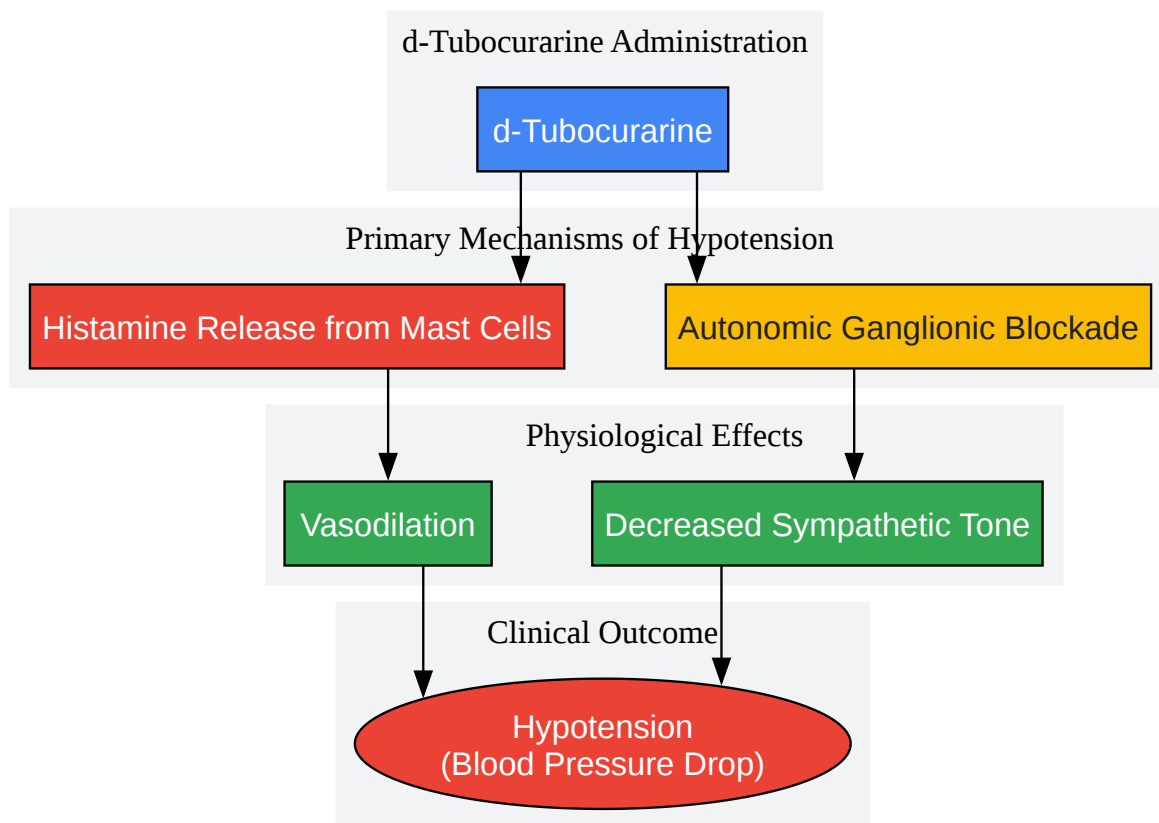 d-Tubocurarine Administration
d-Tubocurarine
Primary Mechanisms of Hypotension
Histamine Release from Mast Cells
Autonomic Ganglionic Blockade
Physiological Effects
Vasodilation
Decreased Sympathetic Tone
Clinical Outcome
Hypotension
(Blood Pressure Drop)